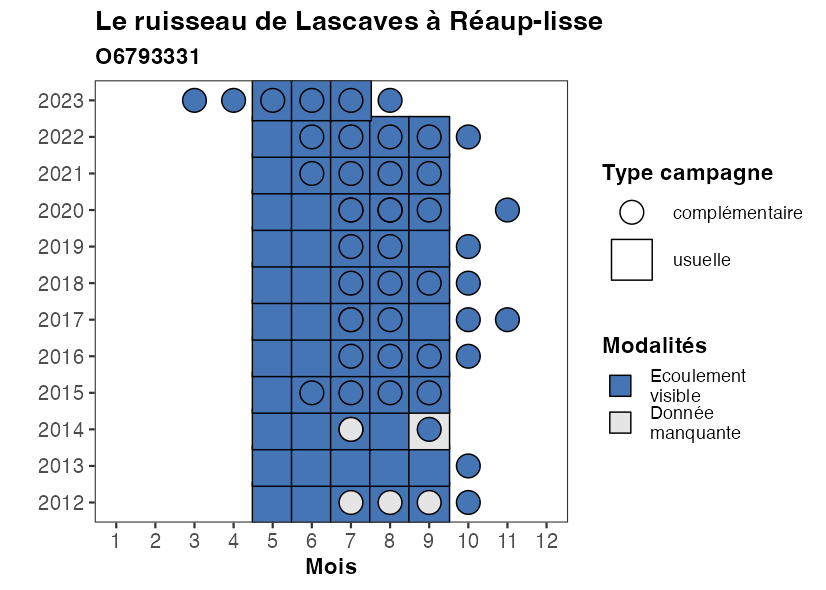 Le ruisseau de Lascaves à Réaup-lisse
O6793331
2023
2022
2021
2020
2019
2018
2017
2016
2015
2014
2013
2012
1 2 3 4 5 6 7 8 9 10 11 12
Mois
Type campagne
complémentaire
usuelle
Modalités
Ecoulement
visible
Donnée
manquante